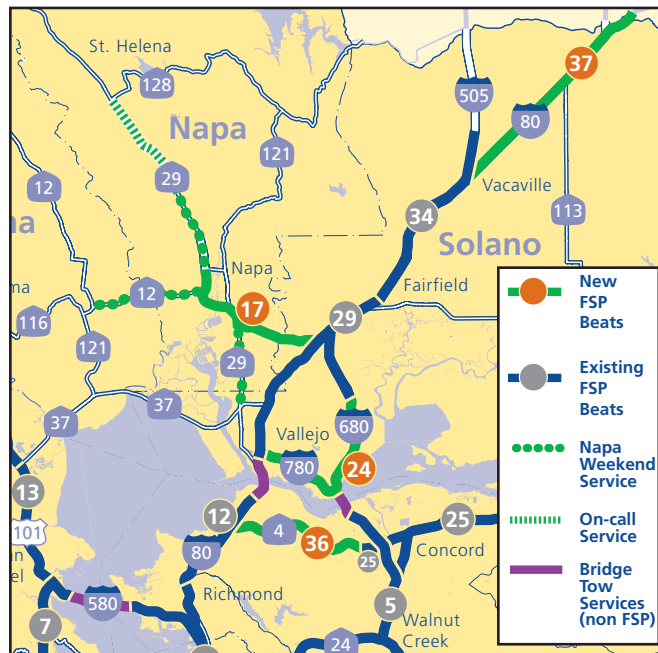 St. Helena
128
37
505
Napa
80
121
29
12
Vacaville
34
113
Solano
Napa
Fairfield
12
17
29
116
121
29
37
37
Vallejo
680
780
24
13
12
4
36
25
25
101
80
Concord
Richmond
580
5
7
Walnut
Creek
24
New
FSP
Beats
Existing
FSP
Beats
Napa
Weekend
Service
On-call
Service
Bridge
Tow
Services
(non FSP)